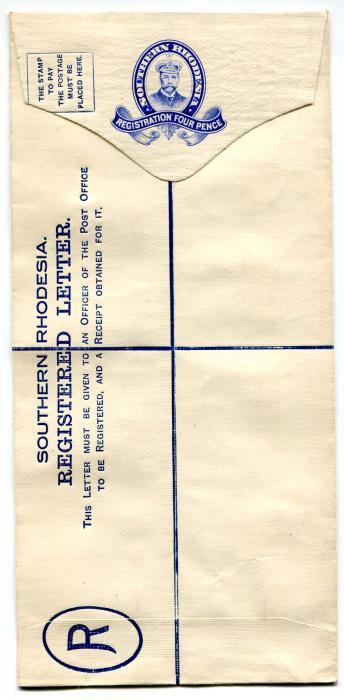 THE STAMP
TO PAY
THE POSTAGE
MUST BE
PLACED HERE.
SOUTHERN RHODESIA.
REGISTRATION FOUR PENCE
SOUTHERN RHODESIA.
REGISTERED LETTER.
THIS LETTER MUST BE GIVEN TO AN OFFICER OF THE POST OFFICE
TO BE REGISTERED, AND A RECEIPT OBTAINED FOR IT.
R